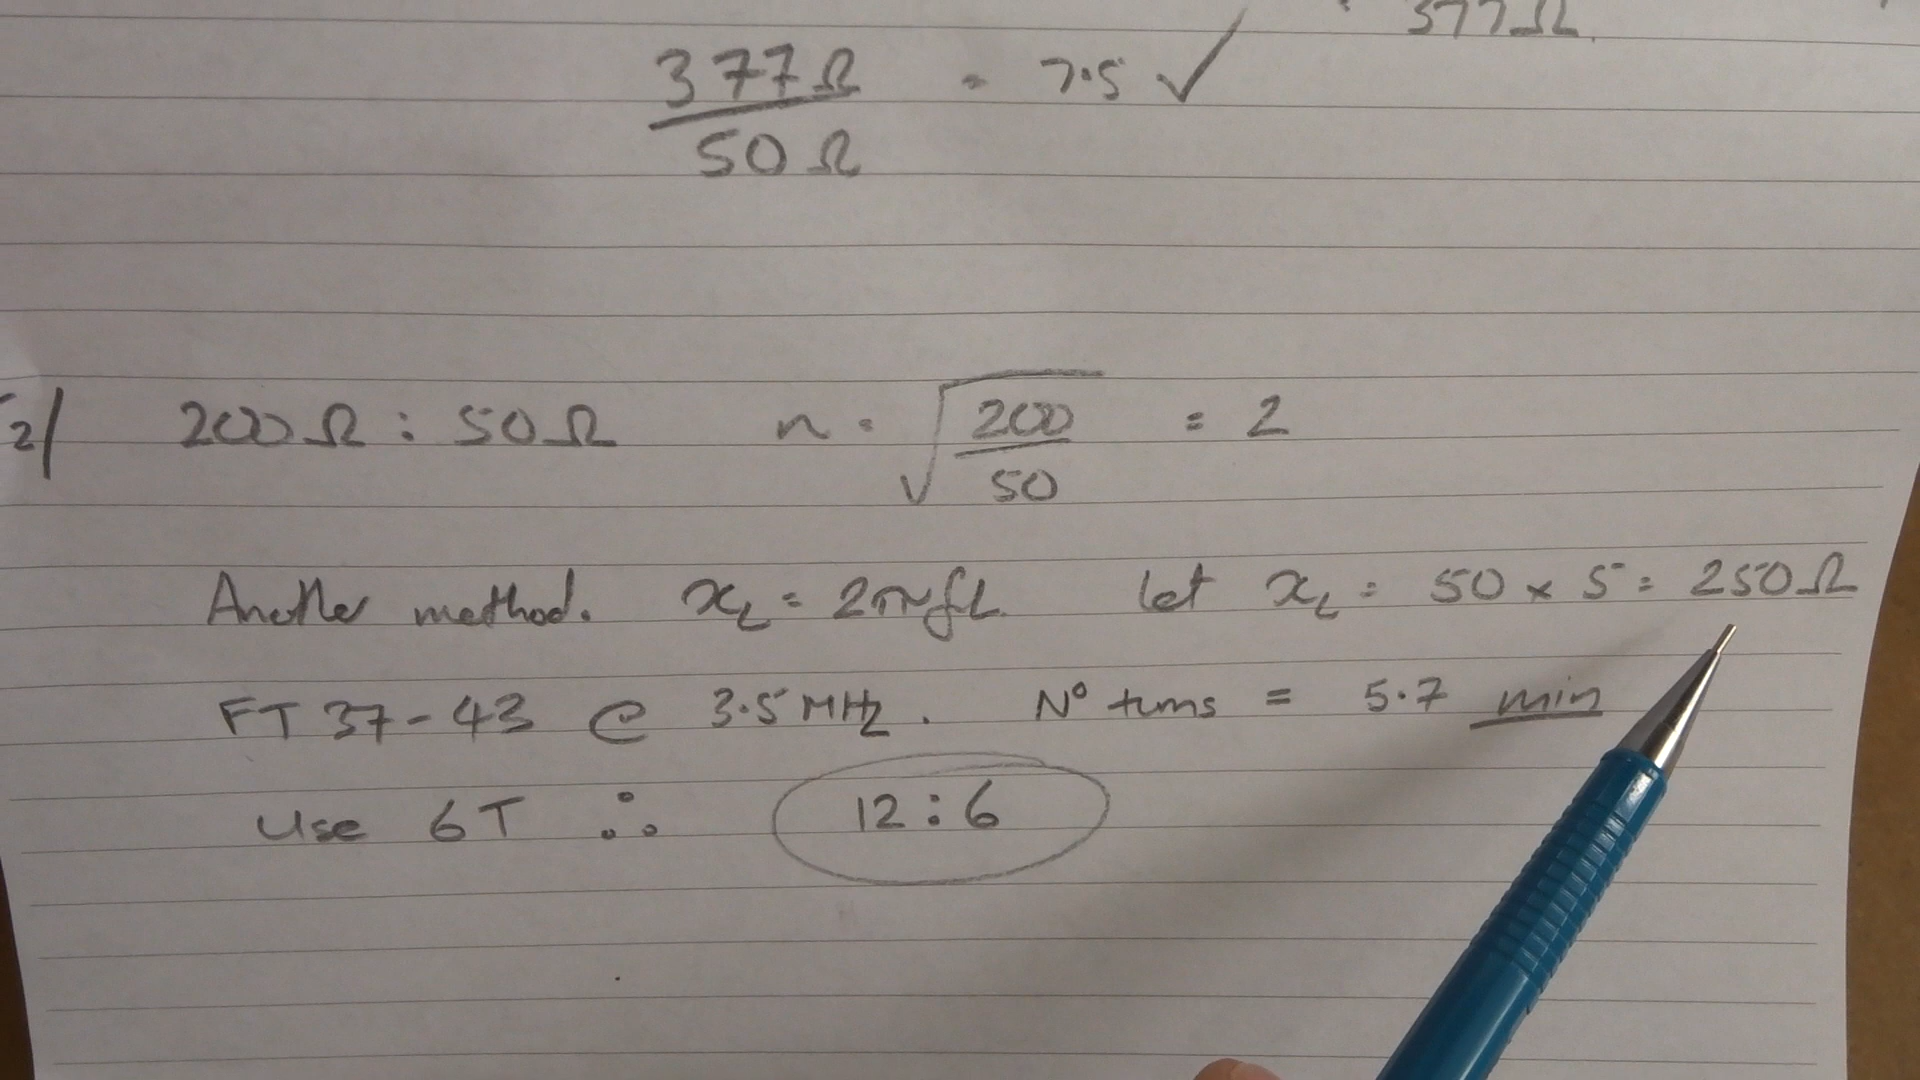 377Ω.
377Ω = 7.5 ✓
50Ω
2/ 200Ω : 50Ω n = √200/50 = 2
Another method. xL = 2πfL Let xL = 50 x 5 = 250Ω
FT 37-43 @ 3.5MHz. Nº turns = 5.7 min
Use 6T ∴ 12:6